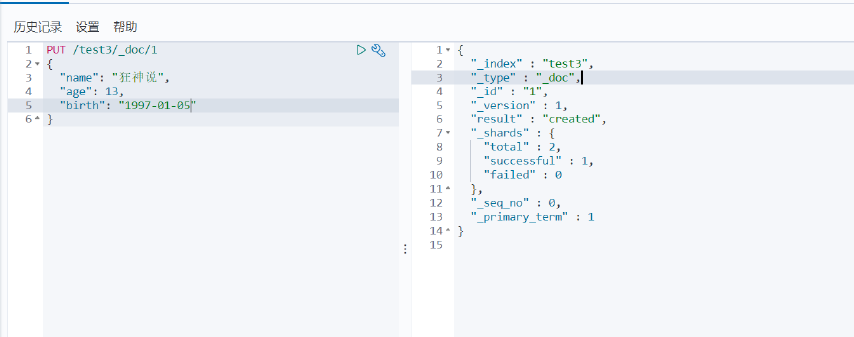 历史记录 设置 帮助
1 PUT /test3/_doc/1
2 {
3 "name": "狂神说",
4 "age": 13,
5 "birth": "1997-01-05"
6 }
1 {
2 "_index" : "test3",
3 "_type" : "_doc",
4 "_id" : "1",
5 "_version" : 1,
6 "result" : "created",
7 "_shards" : {
8 "total" : 2,
9 "successful" : 1,
10 "failed" : 0
11 },
12 "_seq_no" : 0,
13 "_primary_term" : 1
14 }
15